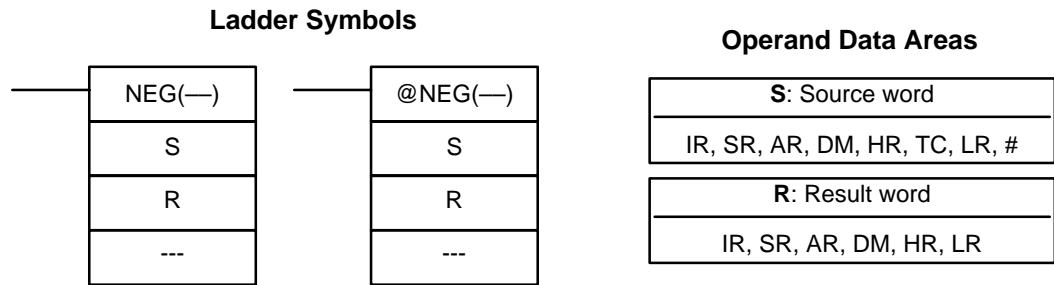 Ladder Symbols
NEG(—)
S
R
---
@NEG(—)
S
R
---
Operand Data Areas
S: Source word
IR, SR, AR, DM, HR, TC, LR, #
R: Result word
IR, SR, AR, DM, HR, LR